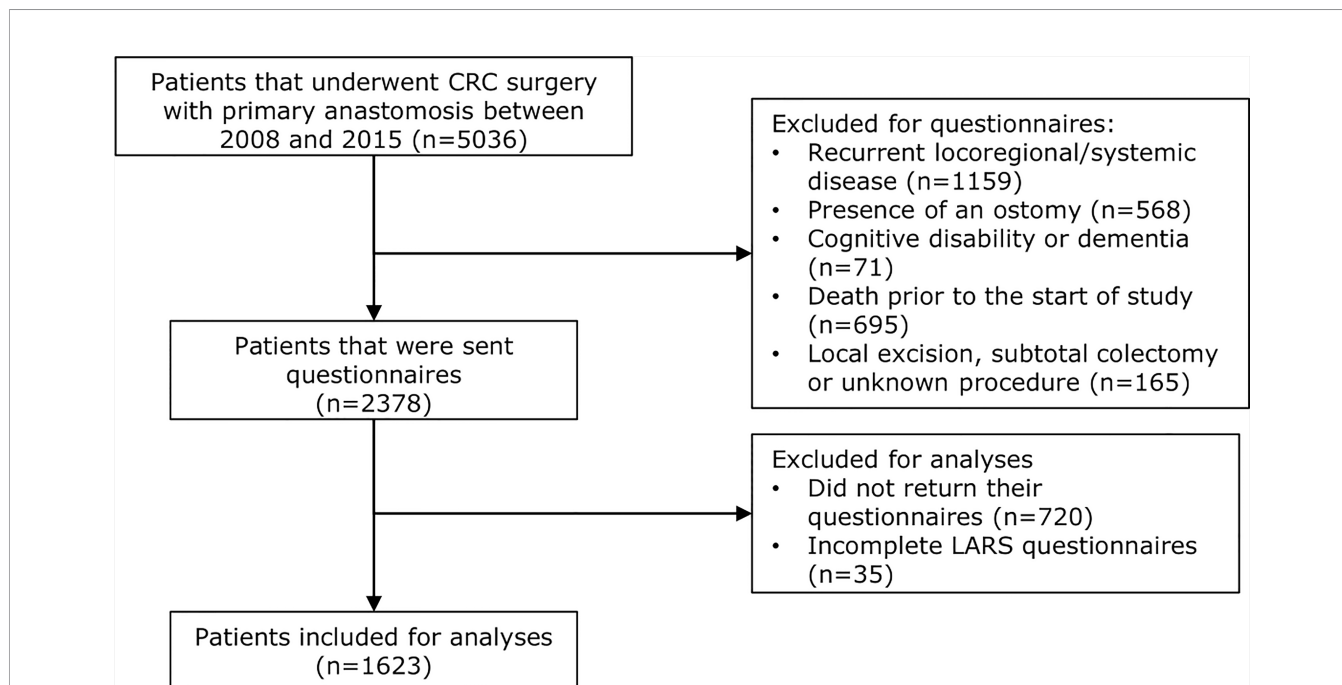 Patients that underwent CRC surgery
with primary anastomosis between
2008 and 2015 (n=5036)
Excluded for questionnaires:
• Recurrent locoregional/systemic
disease (n=1159)
• Presence of an ostomy (n=568)
• Cognitive disability or dementia
(n=71)
• Death prior to the start of study
(n=695)
• Local excision, subtotal colectomy
or unknown procedure (n=165)
Patients that were sent
questionnaires
(n=2378)
Excluded for analyses
• Did not return their
questionnaires (n=720)
• Incomplete LARS questionnaires
(n=35)
Patients included for analyses
(n=1623)